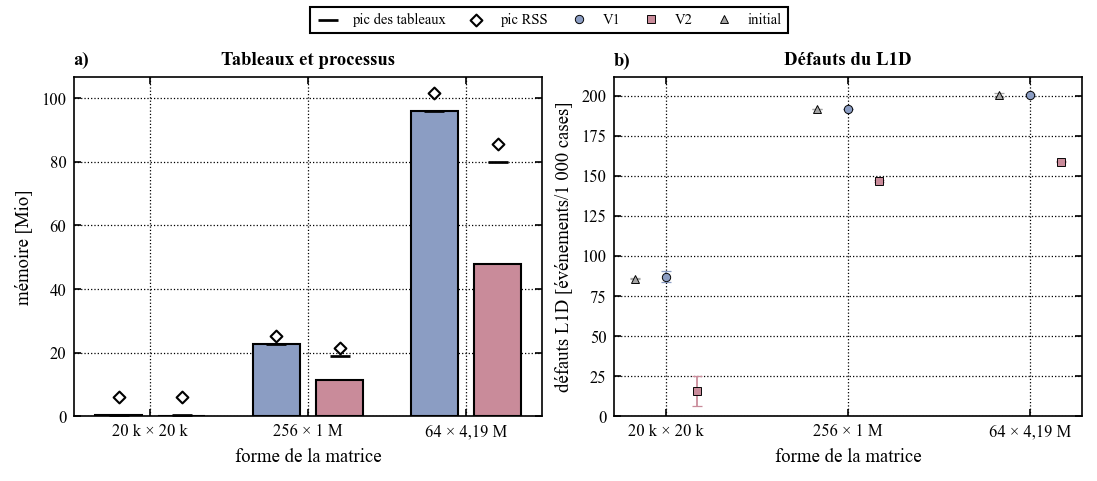 pic des tableaux pic RSS V1 V2 initial
a) Tableaux et processus
mémoire [Mio]
100
80
60
40
20
0
20 k × 20 k 256 × 1 M 64 × 4,19 M
forme de la matrice
b) Défauts du L1D
défauts L1D [événements/1 000 cases]
200
175
150
125
100
75
50
25
0
20 k × 20 k 256 × 1 M 64 × 4,19 M
forme de la matrice